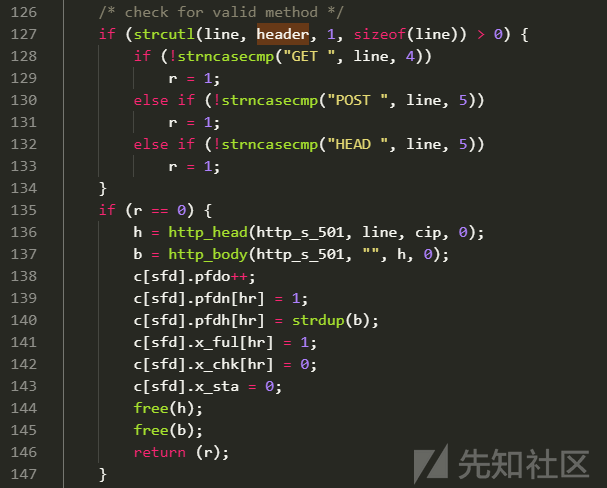 126 /* check for valid method */
127 if (strcutl(line, header, 1, sizeof(line)) > 0) {
128 if (!strncasecmp("GET ", line, 4))
129 r = 1;
130 else if (!strncasecmp("POST ", line, 5))
131 r = 1;
132 else if (!strncasecmp("HEAD ", line, 5))
133 r = 1;
134 }
135 if (r == 0) {
136 h = http_head(http_s_501, line, cip, 0);
137 b = http_body(http_s_501, "", h, 0);
138 c[sfd].pfdo++;
139 c[sfd].pfdn[hr] = 1;
140 c[sfd].pfdh[hr] = strdup(b);
141 c[sfd].x_ful[hr] = 1;
142 c[sfd].x_chk[hr] = 0;
143 c[sfd].x_sta = 0;
144 free(h);
145 free(b);
146 return (r);
147 }
先知社区